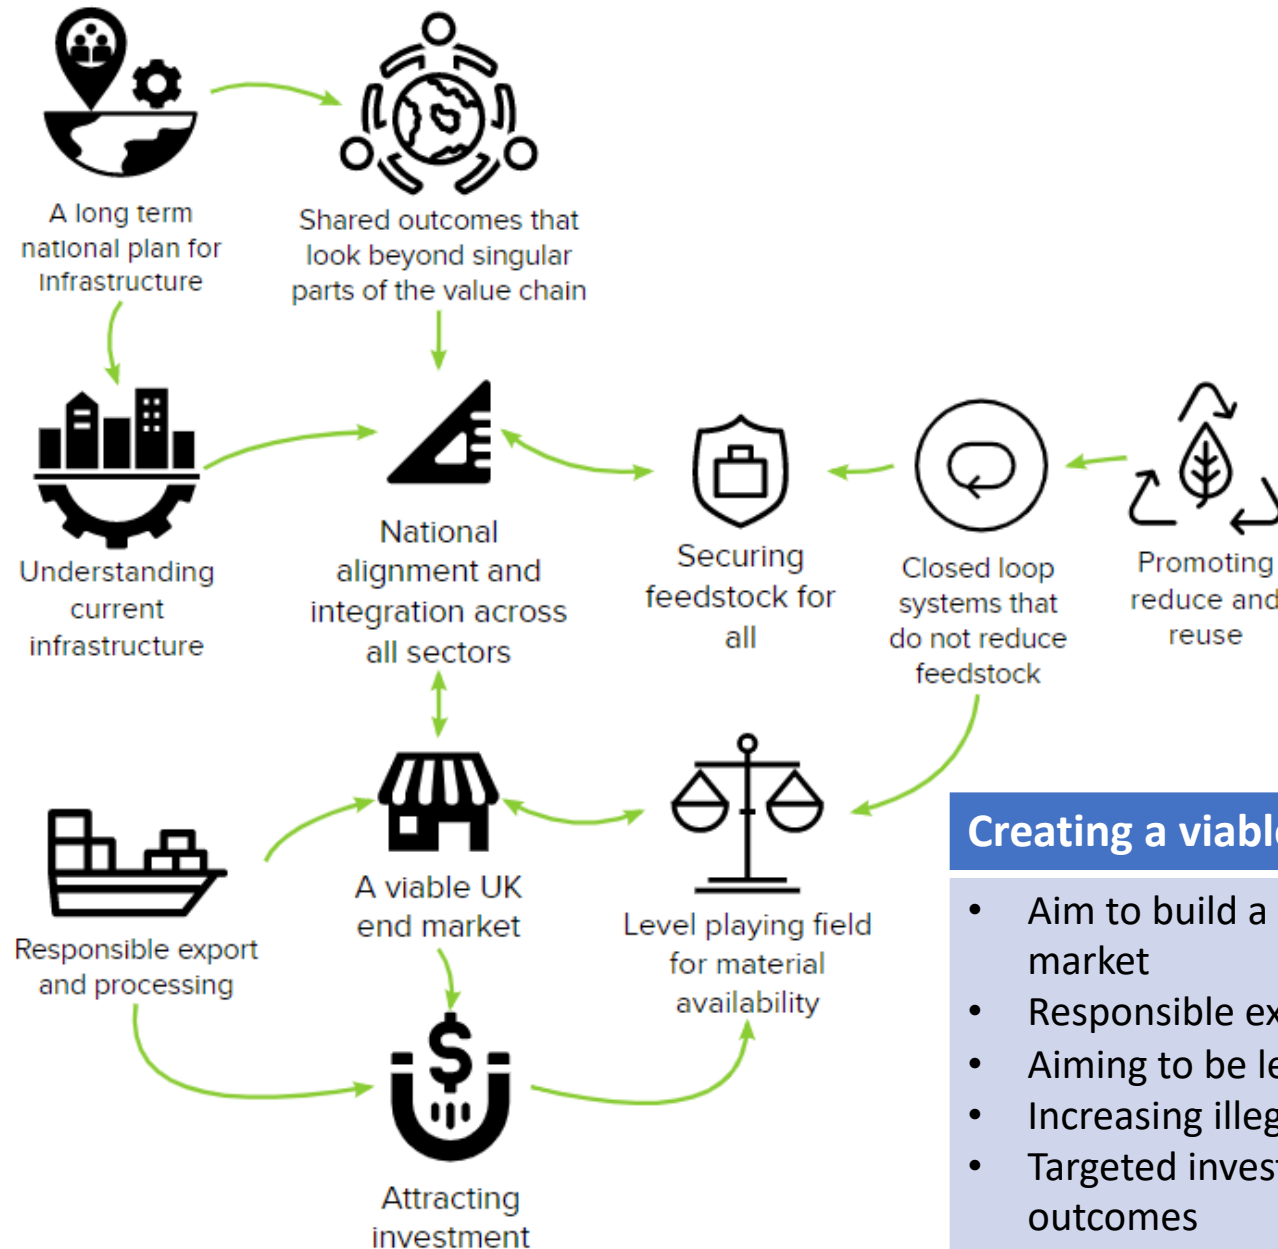 A long term
national plan for
infrastructure
Shared outcomes that
look beyond singular
parts of the value chain
Understanding
current
infrastructure
National
alignment and
integration across
all sectors
Securing
feedstock for
all
Closed loop
systems that
do not reduce
feedstock
Promoting
reduce and
reuse
Responsible export
and processing
A viable UK
end market
Level playing field
for material
availability
$
Attracting
investment
Creating a viable
• Aim to build a
market
• Responsible ex
• Aiming to be le
• Increasing illeg
• Targeted invest
outcomes